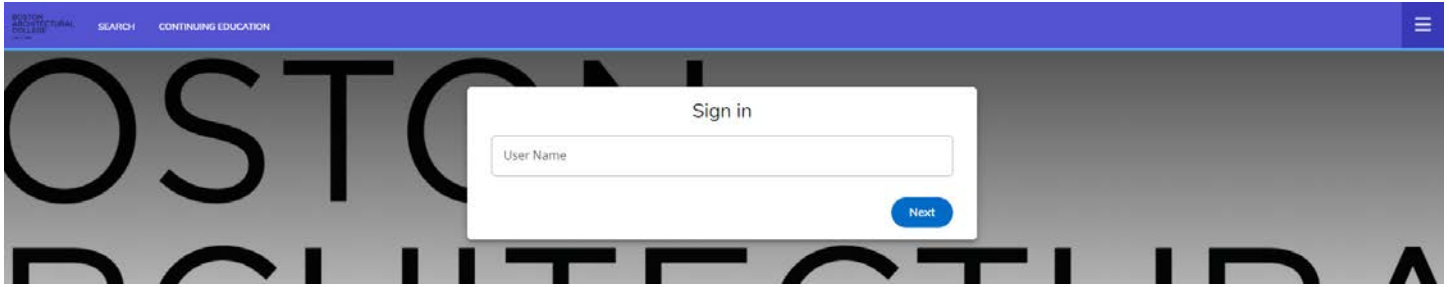 BOSTON
ARCHITECTURAL
COLLEGE
SEARCH CONTINUING EDUCATION
OSTON
Sign in
User Name
Next
RCHITECTURA